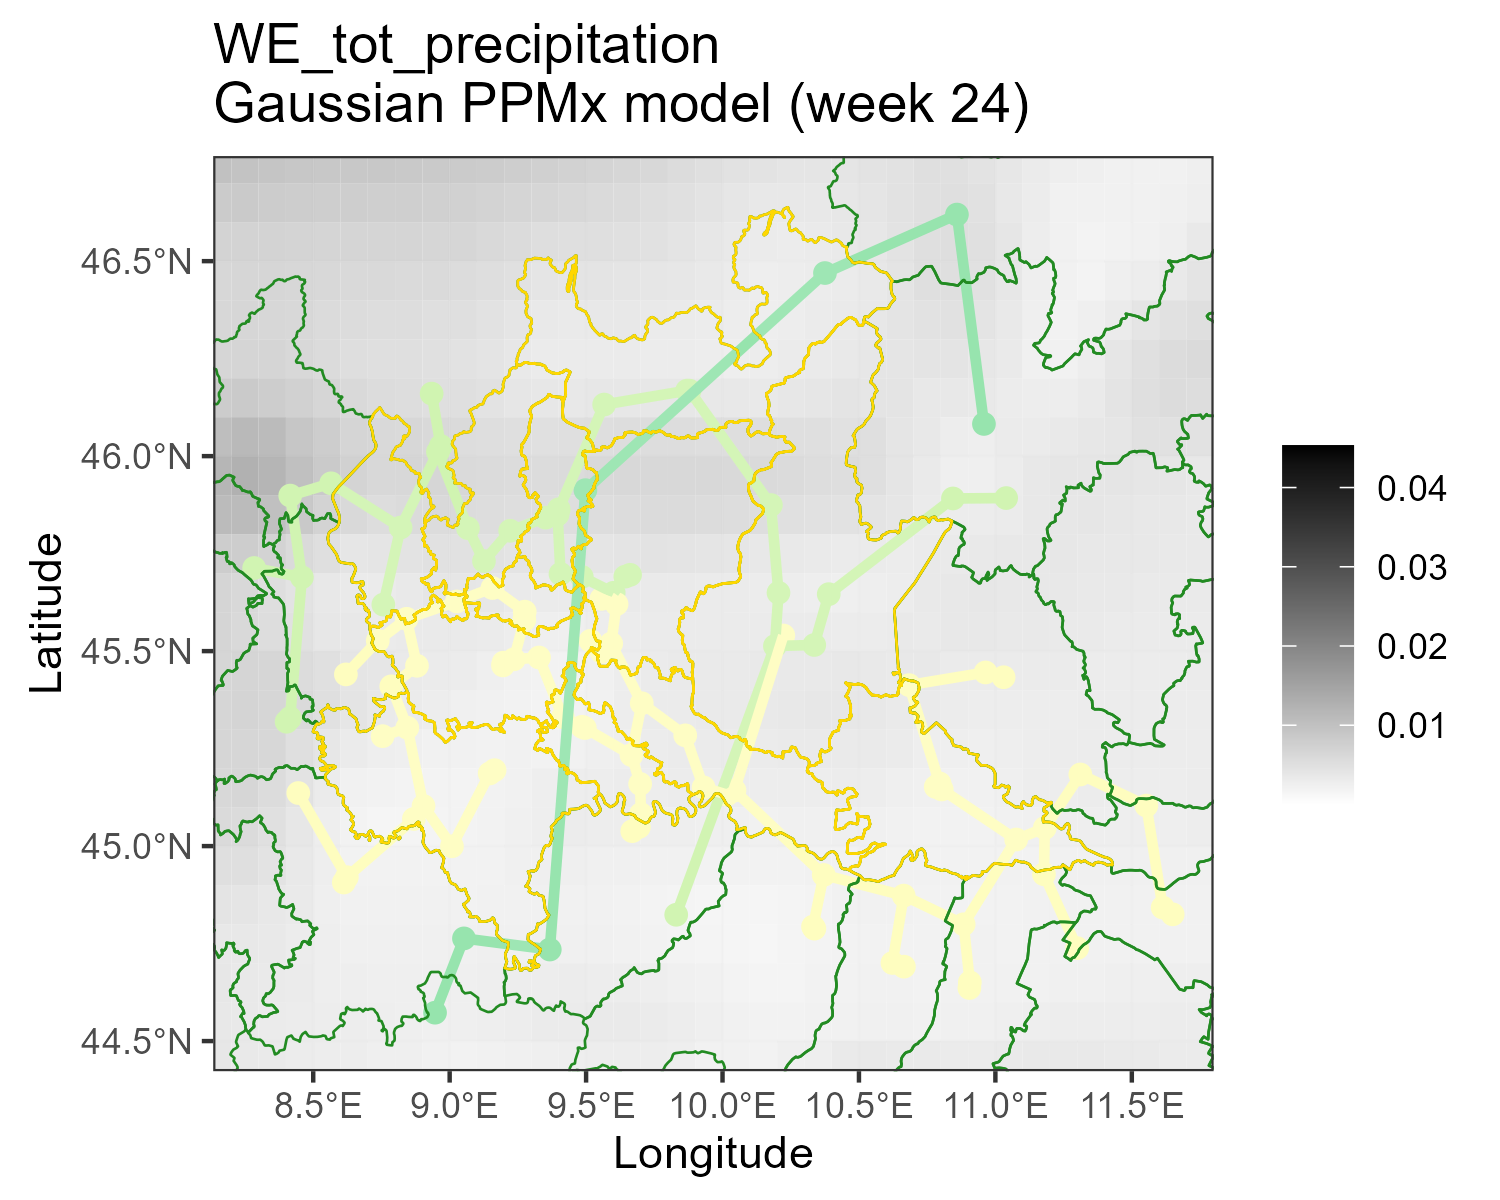 WE_tot_precipitation
Gaussian PPMx model (week 24)
46.5°N
46.0°N
45.5°N
45.0°N
44.5°N
Latitude
8.5°E 9.0°E 9.5°E 10.0°E 10.5°E 11.0°E 11.5°E
Longitude
0.04
0.03
0.02
0.01